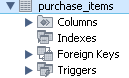 purchase_items
Columns
Indexes
Foreign Keys
Triggers